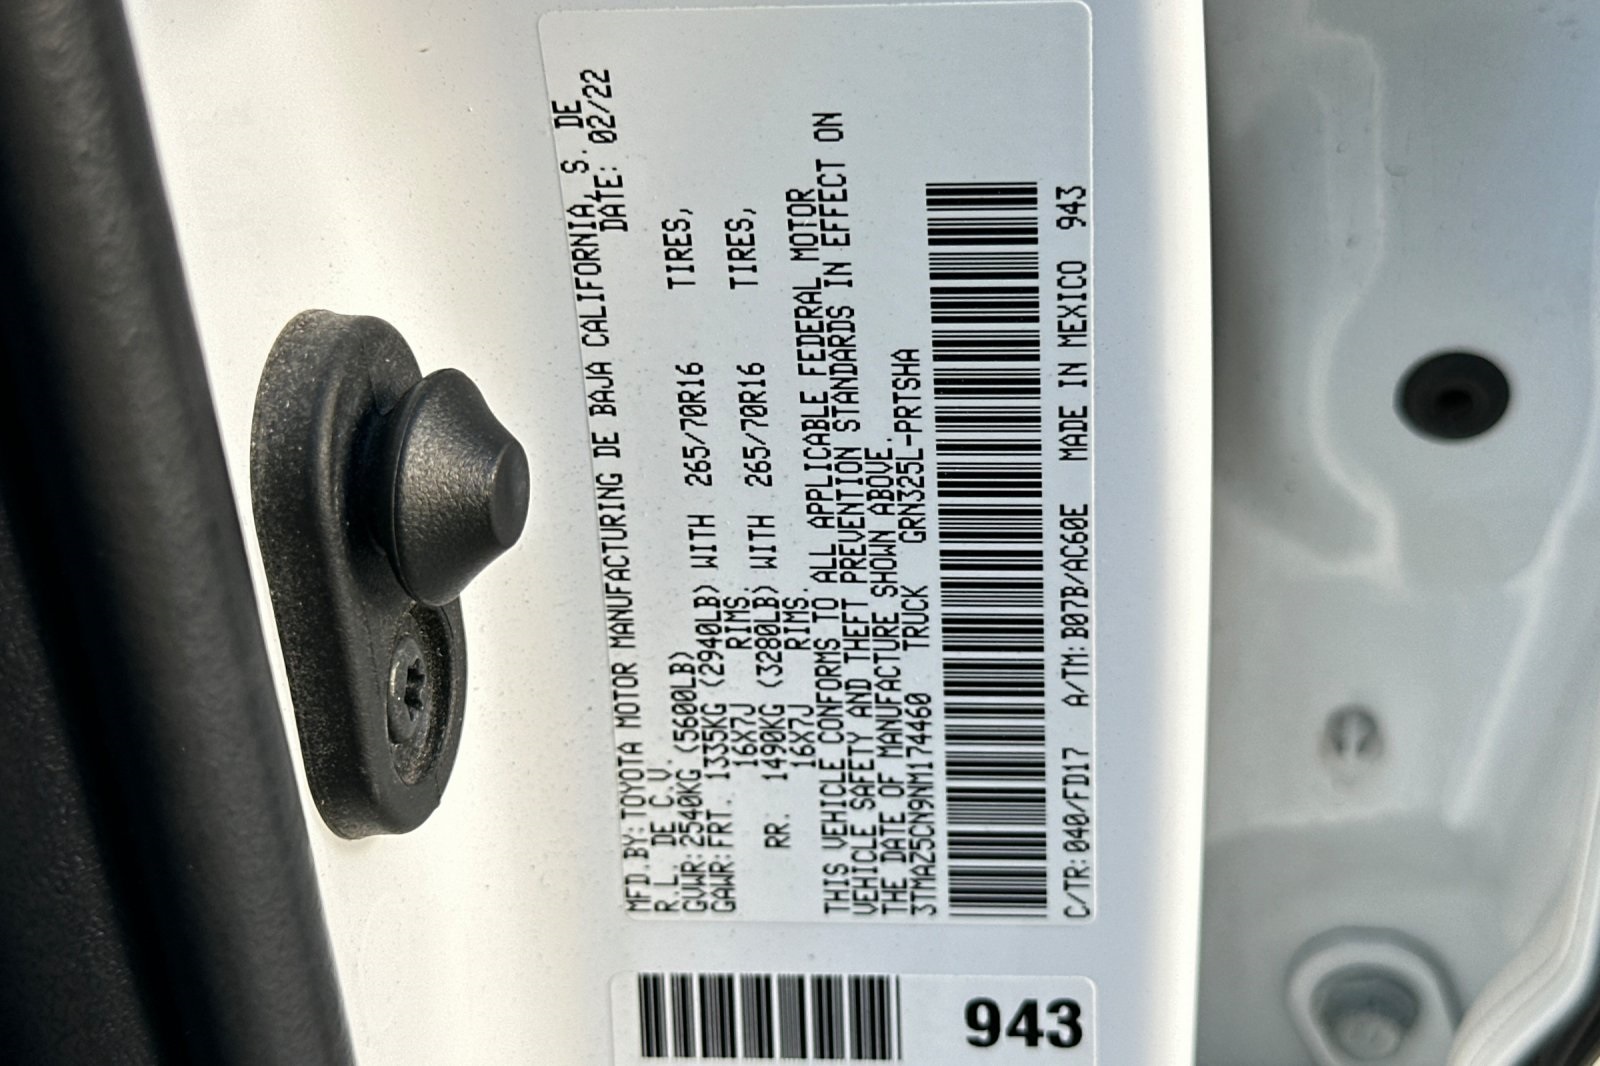 MFD.BY:TOYOTA MOTOR MANUFACTURING DE BAJA CALIFORNIA, S. DE
R.L. DE C.V. DATE: 02/22
GVWR:2540KG (5600LB)
GAWR:FRT. 1335KG (2940LB) WITH 265/70R16 TIRES,
16X7J RIMS.
RR. 1490KG (3280LB) WITH 265/70R16 TIRES,
16X7J RIMS.
THIS VEHICLE CONFORMS TO ALL APPLICABLE FEDERAL MOTOR
VEHICLE SAFETY AND THEFT PREVENTION STANDARDS IN EFFECT ON
THE DATE OF MANUFACTURE SHOWN ABOVE.
3TMAZ5CN9NM174460 TRUCK GRN325L-PRTSHA
C/TR:040/FD17 A/TM:B07B/AC60E MADE IN MEXICO 943
943